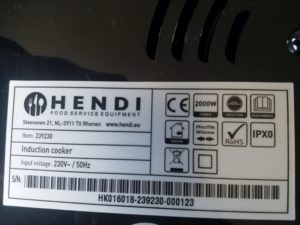 HENDI
FOOD SERVICE EQUIPMENT
Steenoven 21, NL-3911 TX Rhenen www.hendi.eu
Item: 239230
Induction cooker
Input voltage: 230V~ / 50Hz
S/N:
HK016018-239230-000123
CE
2000W
RoHS
IPX0